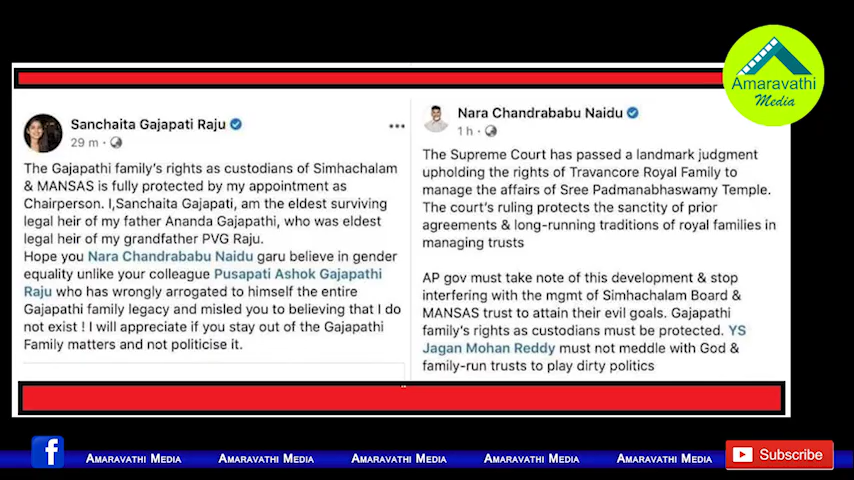 Amaravathi
Media
Sanchaita Gajapati Raju
29 m ·
The Gajapathi family's rights as custodians of Simhachalam
& MANSAS is fully protected by my appointment as
Chairperson. I,Sanchaita Gajapati, am the eldest surviving
legal heir of my father Ananda Gajapathi, who was eldest
legal heir of my grandfather PVG Raju.
Hope you Nara Chandrababu Naidu garu believe in gender
equality unlike your colleague Pusapati Ashok Gajapathi
Raju who has wrongly arrogated to himself the entire
Gajapathi family legacy and misled you to believing that I do
not exist ! I will appreciate if you stay out of the Gajapathi
Family matters and not politicise it.
Nara Chandrababu Naidu
1 h ·
The Supreme Court has passed a landmark judgment
upholding the rights of Travancore Royal Family to
manage the affairs of Sree Padmanabhaswamy Temple.
The court's ruling protects the sanctity of prior
agreements & long-running traditions of royal families in
managing trusts
AP gov must take note of this development & stop
interfering with the mgmt of Simhachalam Board &
MANSAS trust to attain their evil goals. Gajapathi
family's rights as custodians must be protected. YS
Jagan Mohan Reddy must not meddle with God &
family-run trusts to play dirty politics
f Amaravathi Media Amaravathi Media Amaravathi Media Amaravathi Media Amaravathi Media Subscribe